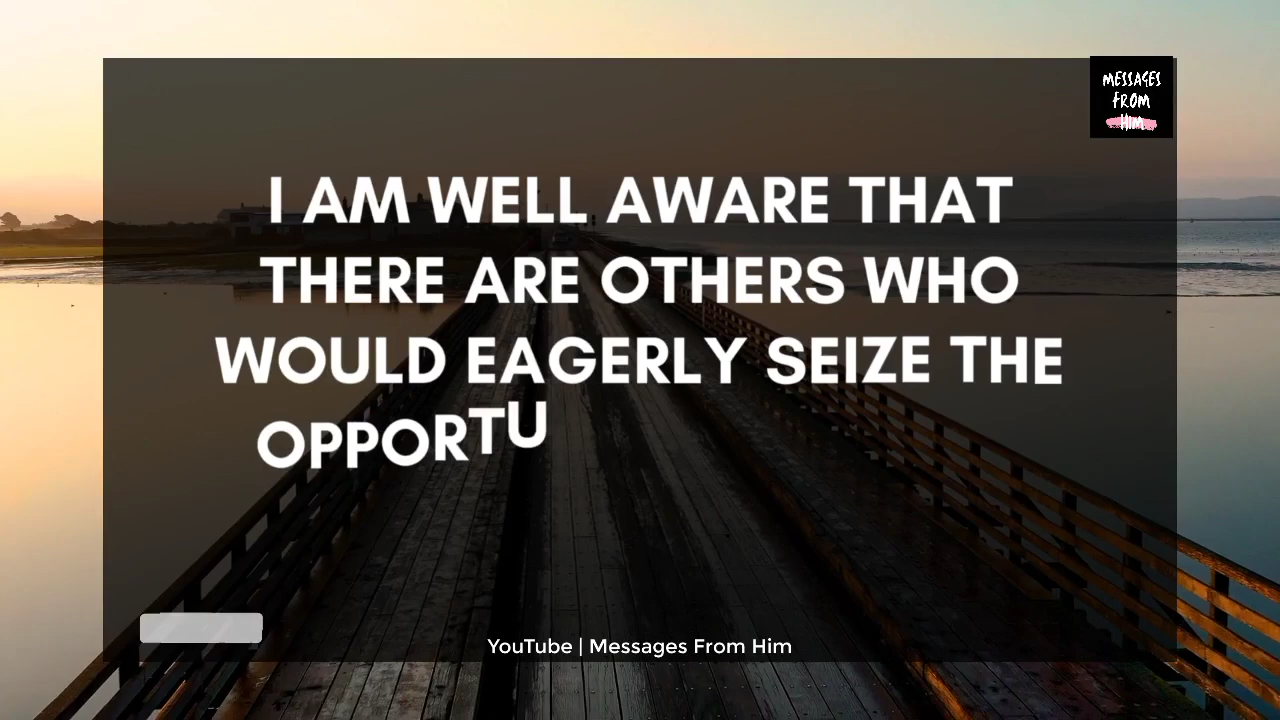 MESSAGES
FROM
HIM
I AM WELL AWARE THAT
THERE ARE OTHERS WHO
WOULD EAGERLY SEIZE THE
OPPORTU
YouTube | Messages From Him